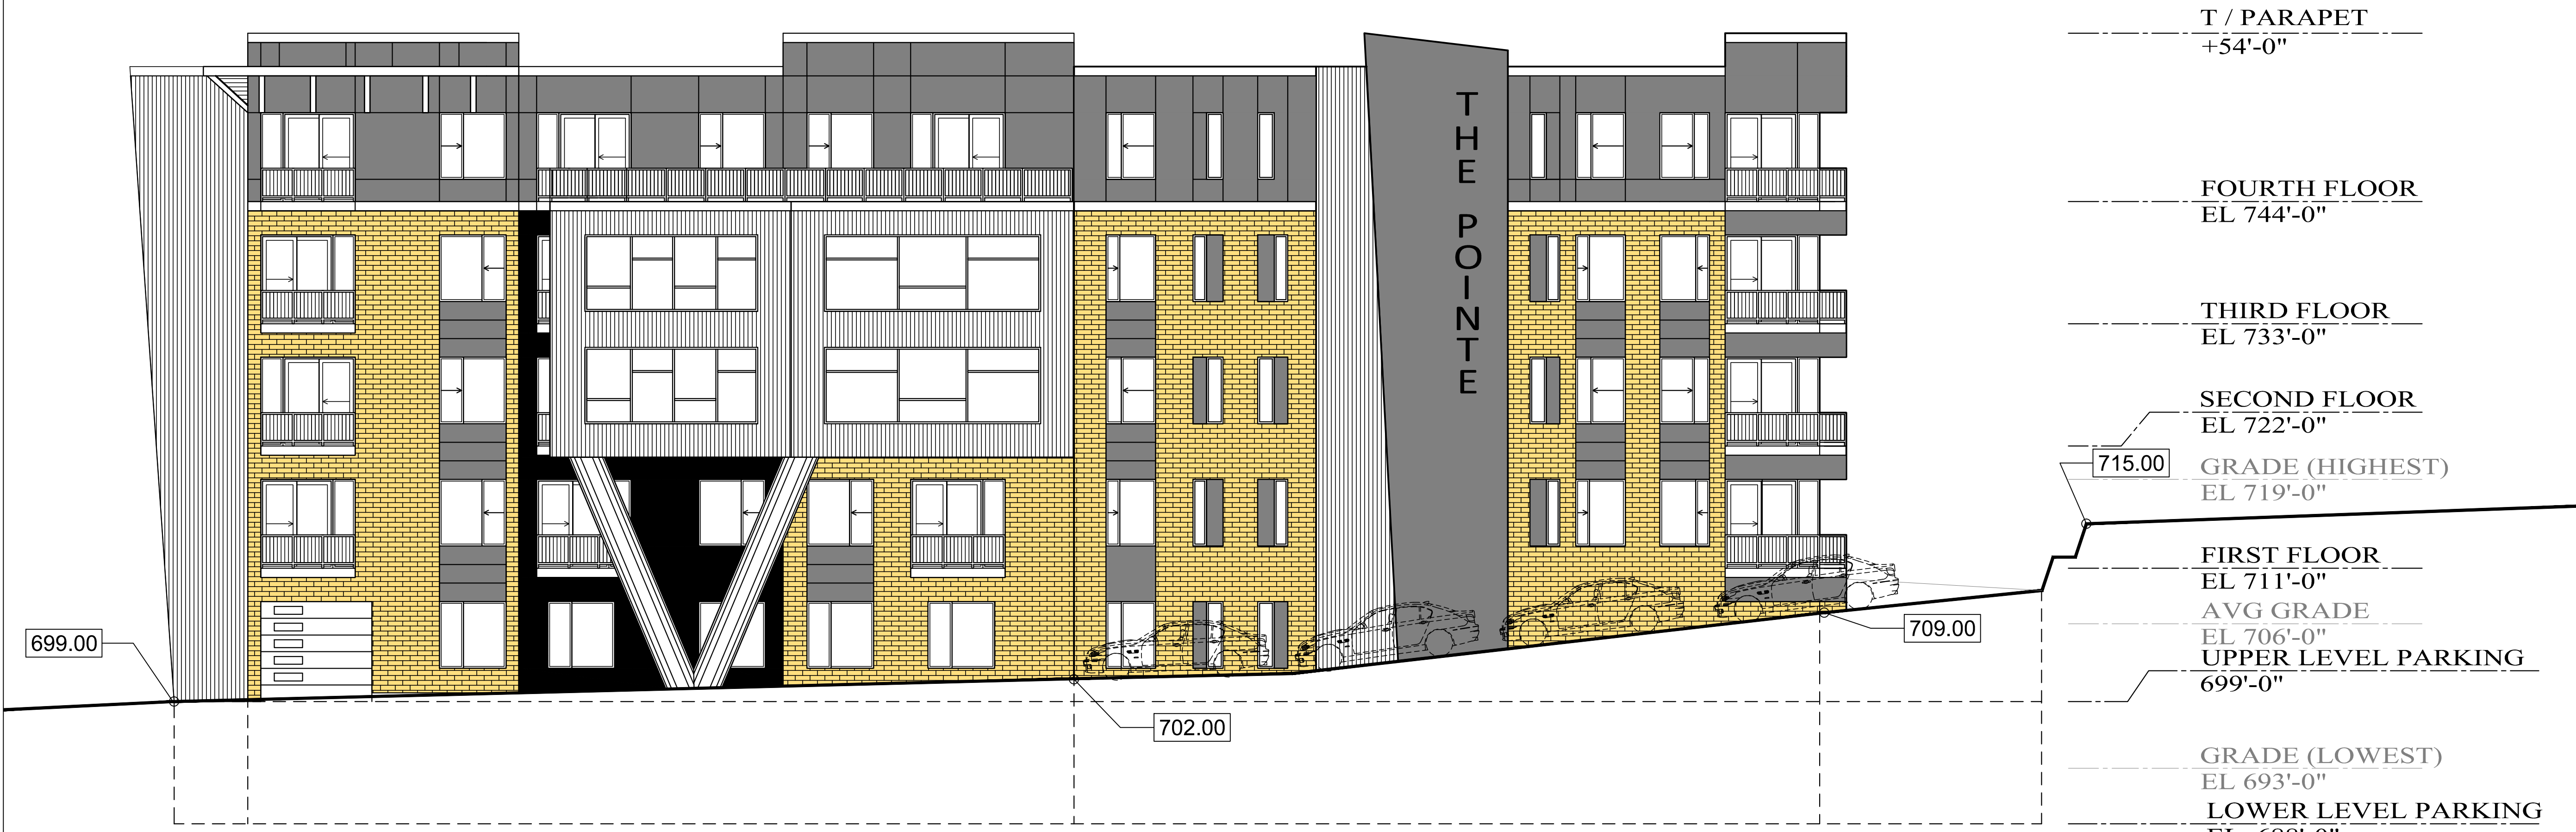 T / PARAPET
+54'-0"
THE POINTE
FOURTH FLOOR
EL 744'-0"
THIRD FLOOR
EL 733'-0"
SECOND FLOOR
EL 722'-0"
715.00
GRADE (HIGHEST)
EL 719'-0"
FIRST FLOOR
EL 711'-0"
AVG GRADE
EL 706'-0"
699.00
709.00
UPPER LEVEL PARKING
699'-0"
702.00
GRADE (LOWEST)
EL 693'-0"
LOWER LEVEL PARKING